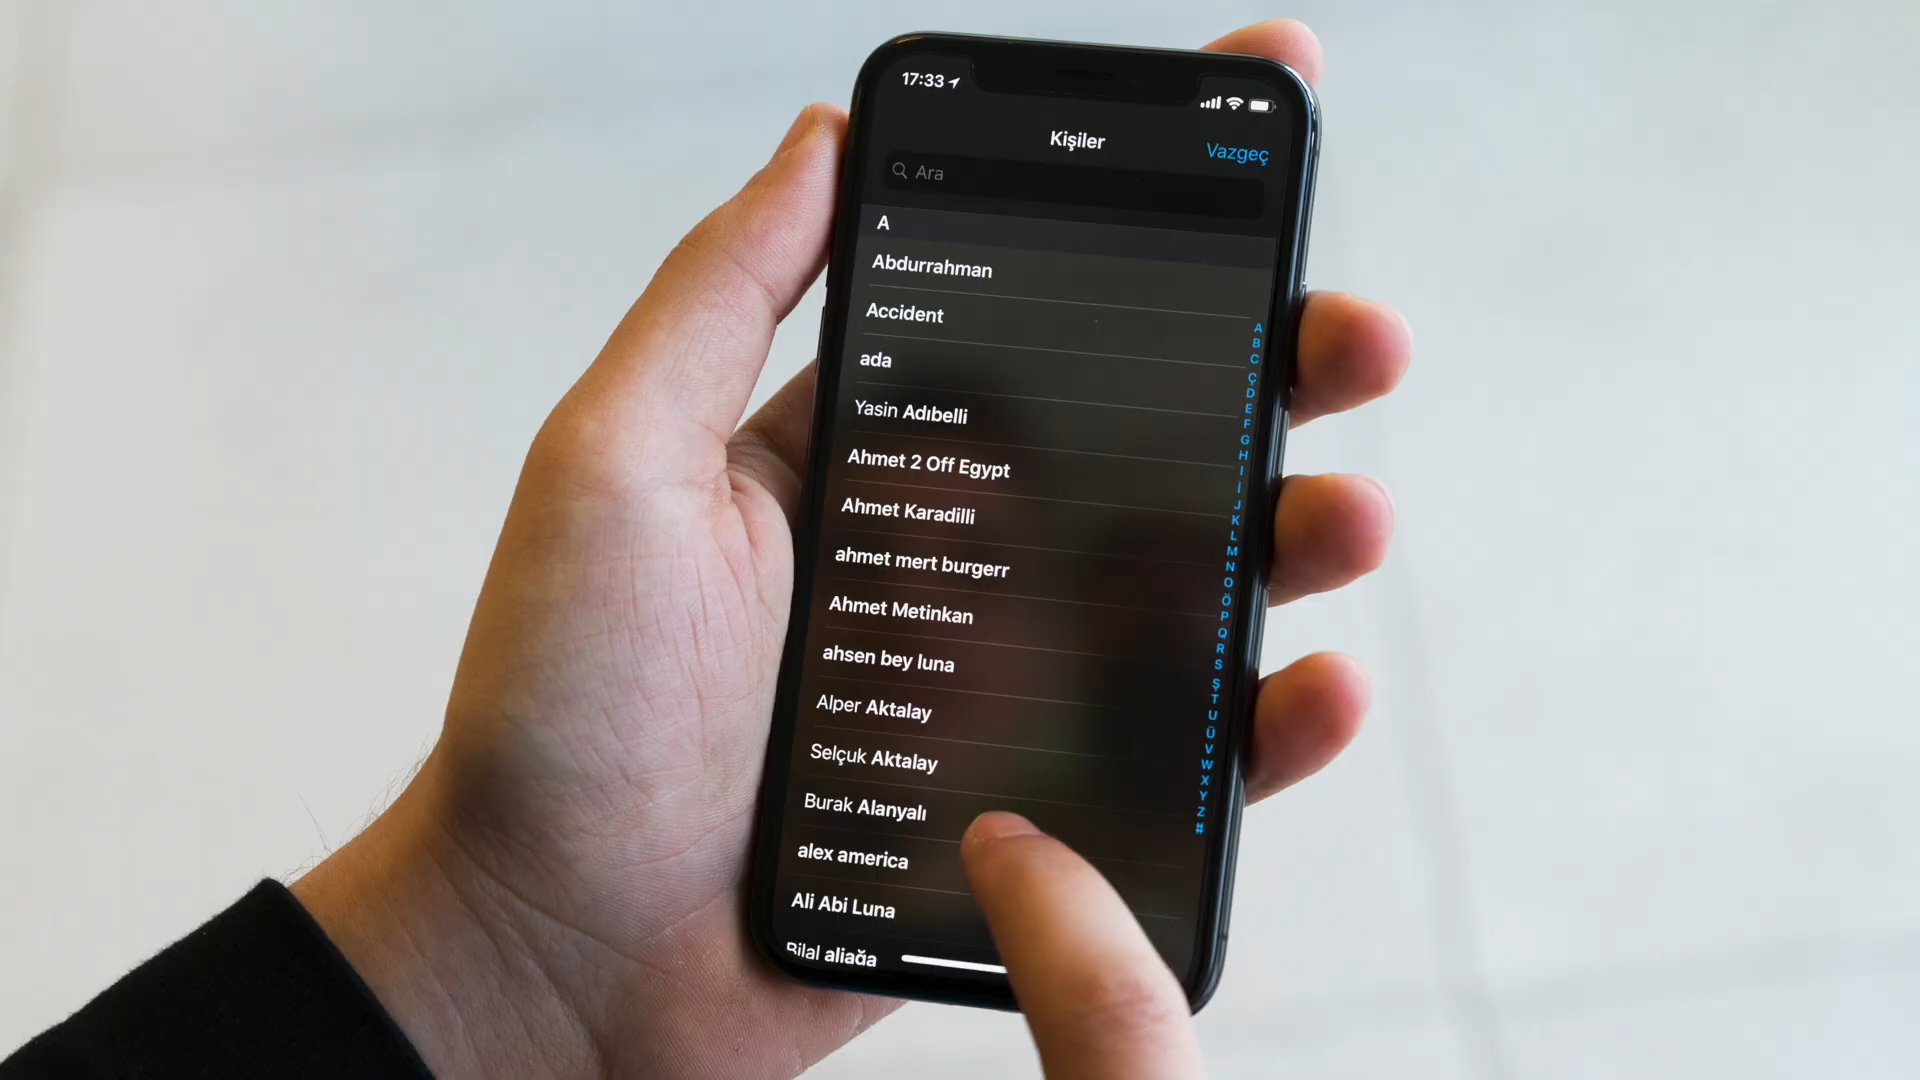 17:33
Kişiler
Vazgeç
Ara
A
Abdurrahman
Accident
ada
Yasin Adıbelli
Ahmet 2 Off Egypt
Ahmet Karadilli
ahmet mert burgerr
Ahmet Metinkan
ahsen bey luna
Alper Aktalay
Selçuk Aktalay
Burak Alanyalı
alex america
Ali Abi Luna
Bilal aliağa
A
B
C
Ç
D
E
F
G
H
I
İ
J
K
L
M
N
O
Ö
P
Q
R
S
Ş
T
U
Ü
V
W
X
Y
Z
#